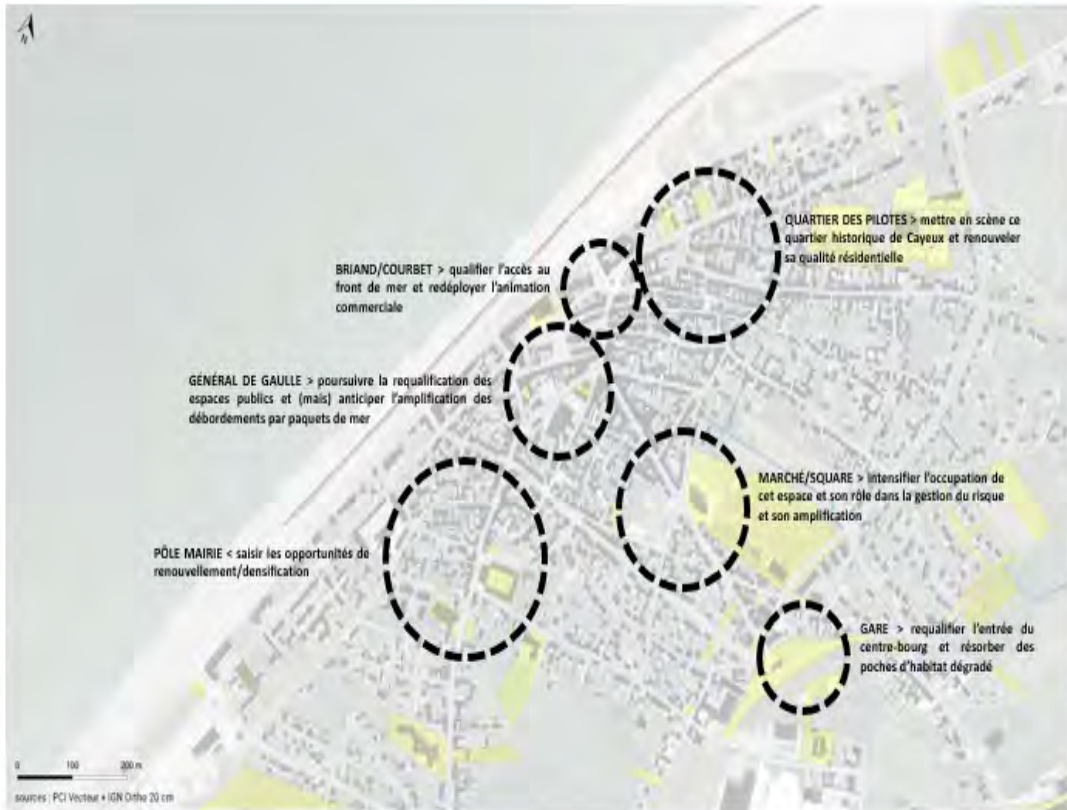 N
QUARTIER DES PILOTES > mettre en scène ce
quartier historique de Cayeux et renouveler
sa qualité résidentielle
BRIAND/COURBET > qualifier l'accès au
front de mer et redéployer l'animation
commerciale
GÉNÉRAL DE GAULLE > poursuivre la requalification des
espaces publics et (mais) anticiper l'amplification des
débordements par paquets de mer
MARCHÉ/SQUARE > intensifier l'occupation de
cet espace et son rôle dans la gestion du risque
et son amplification
PÔLE MAIRIE < saisir les opportunités de
renouvellement/densification
GARE > requalifier l'entrée du
centre-bourg et résorber des
poches d'habitat dégradé
0 100 200 m
sources : PCI Vecteur + IGN Ortho 20 cm